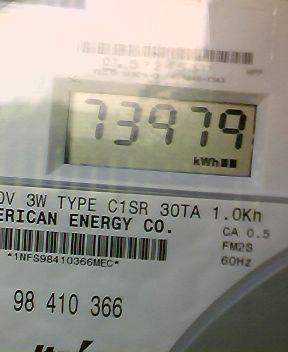 73979
kWh
3W TYPE C1SR 30TA 1.0Kh
ERICAN ENERGY CO.
CA 0.5
*1NFS98410366MEC*
FM2S
60Hz
98 410 366